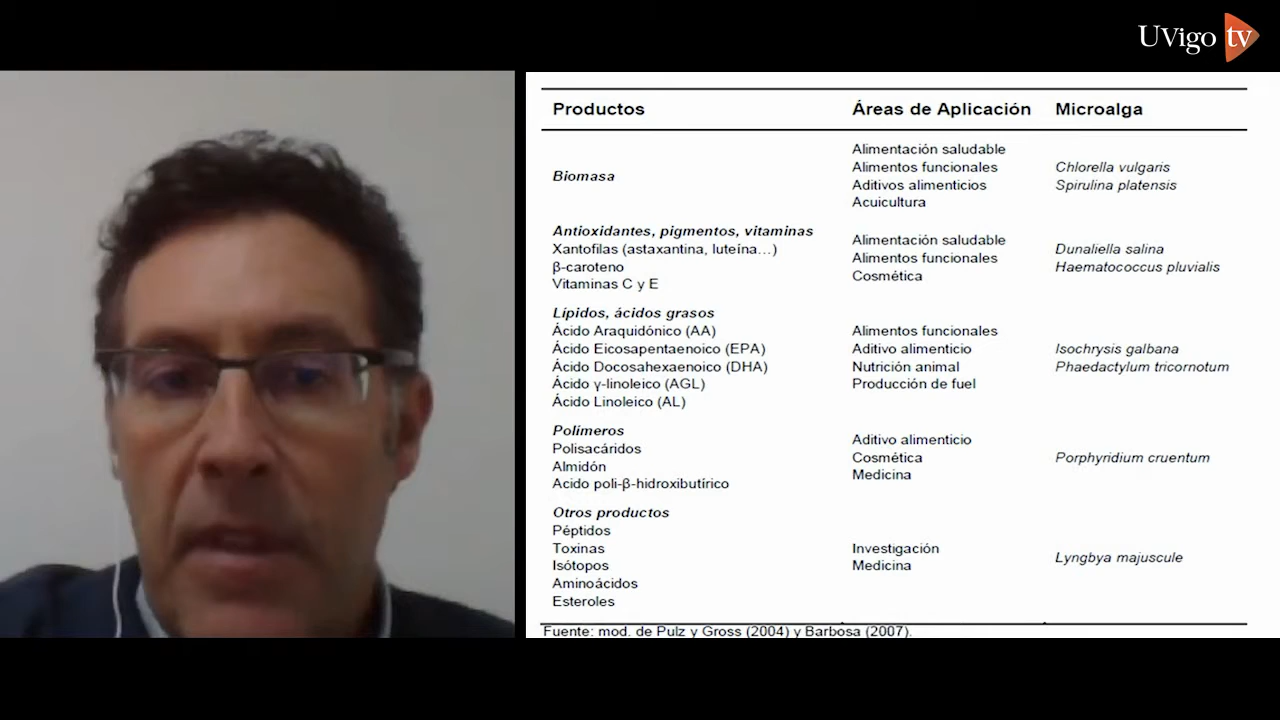 UVigo tv
Productos Áreas de Aplicación Microalga
Biomasa
Alimentación saludable
Alimentos funcionales
Aditivos alimenticios
Acuicultura
Chlorella vulgaris
Spirulina platensis
Antioxidantes, pigmentos, vitaminas
Xantofilas (astaxantina, luteína…)
β-caroteno
Vitaminas C y E
Alimentación saludable
Alimentos funcionales
Cosmética
Dunaliella salina
Haematococcus pluvialis
Lípidos, ácidos grasos
Ácido Araquidónico (AA)
Ácido Eicosapentaenoico (EPA)
Ácido Docosahexaenoico (DHA)
Ácido γ-linoleico (AGL)
Ácido Linoleico (AL)
Alimentos funcionales
Aditivo alimenticio
Nutrición animal
Producción de fuel
Isochrysis galbana
Phaedactylum tricornotum
Polímeros
Polisacáridos
Almidón
Acido poli-β-hidroxibutírico
Aditivo alimenticio
Cosmética
Medicina
Porphyridium cruentum
Otros productos
Péptidos
Toxinas
Isótopos
Aminoácidos
Esteroles
Investigación
Medicina
Lyngbya majuscule
Fuente: mod. de Pulz y Gross (2004) y Barbosa (2007).